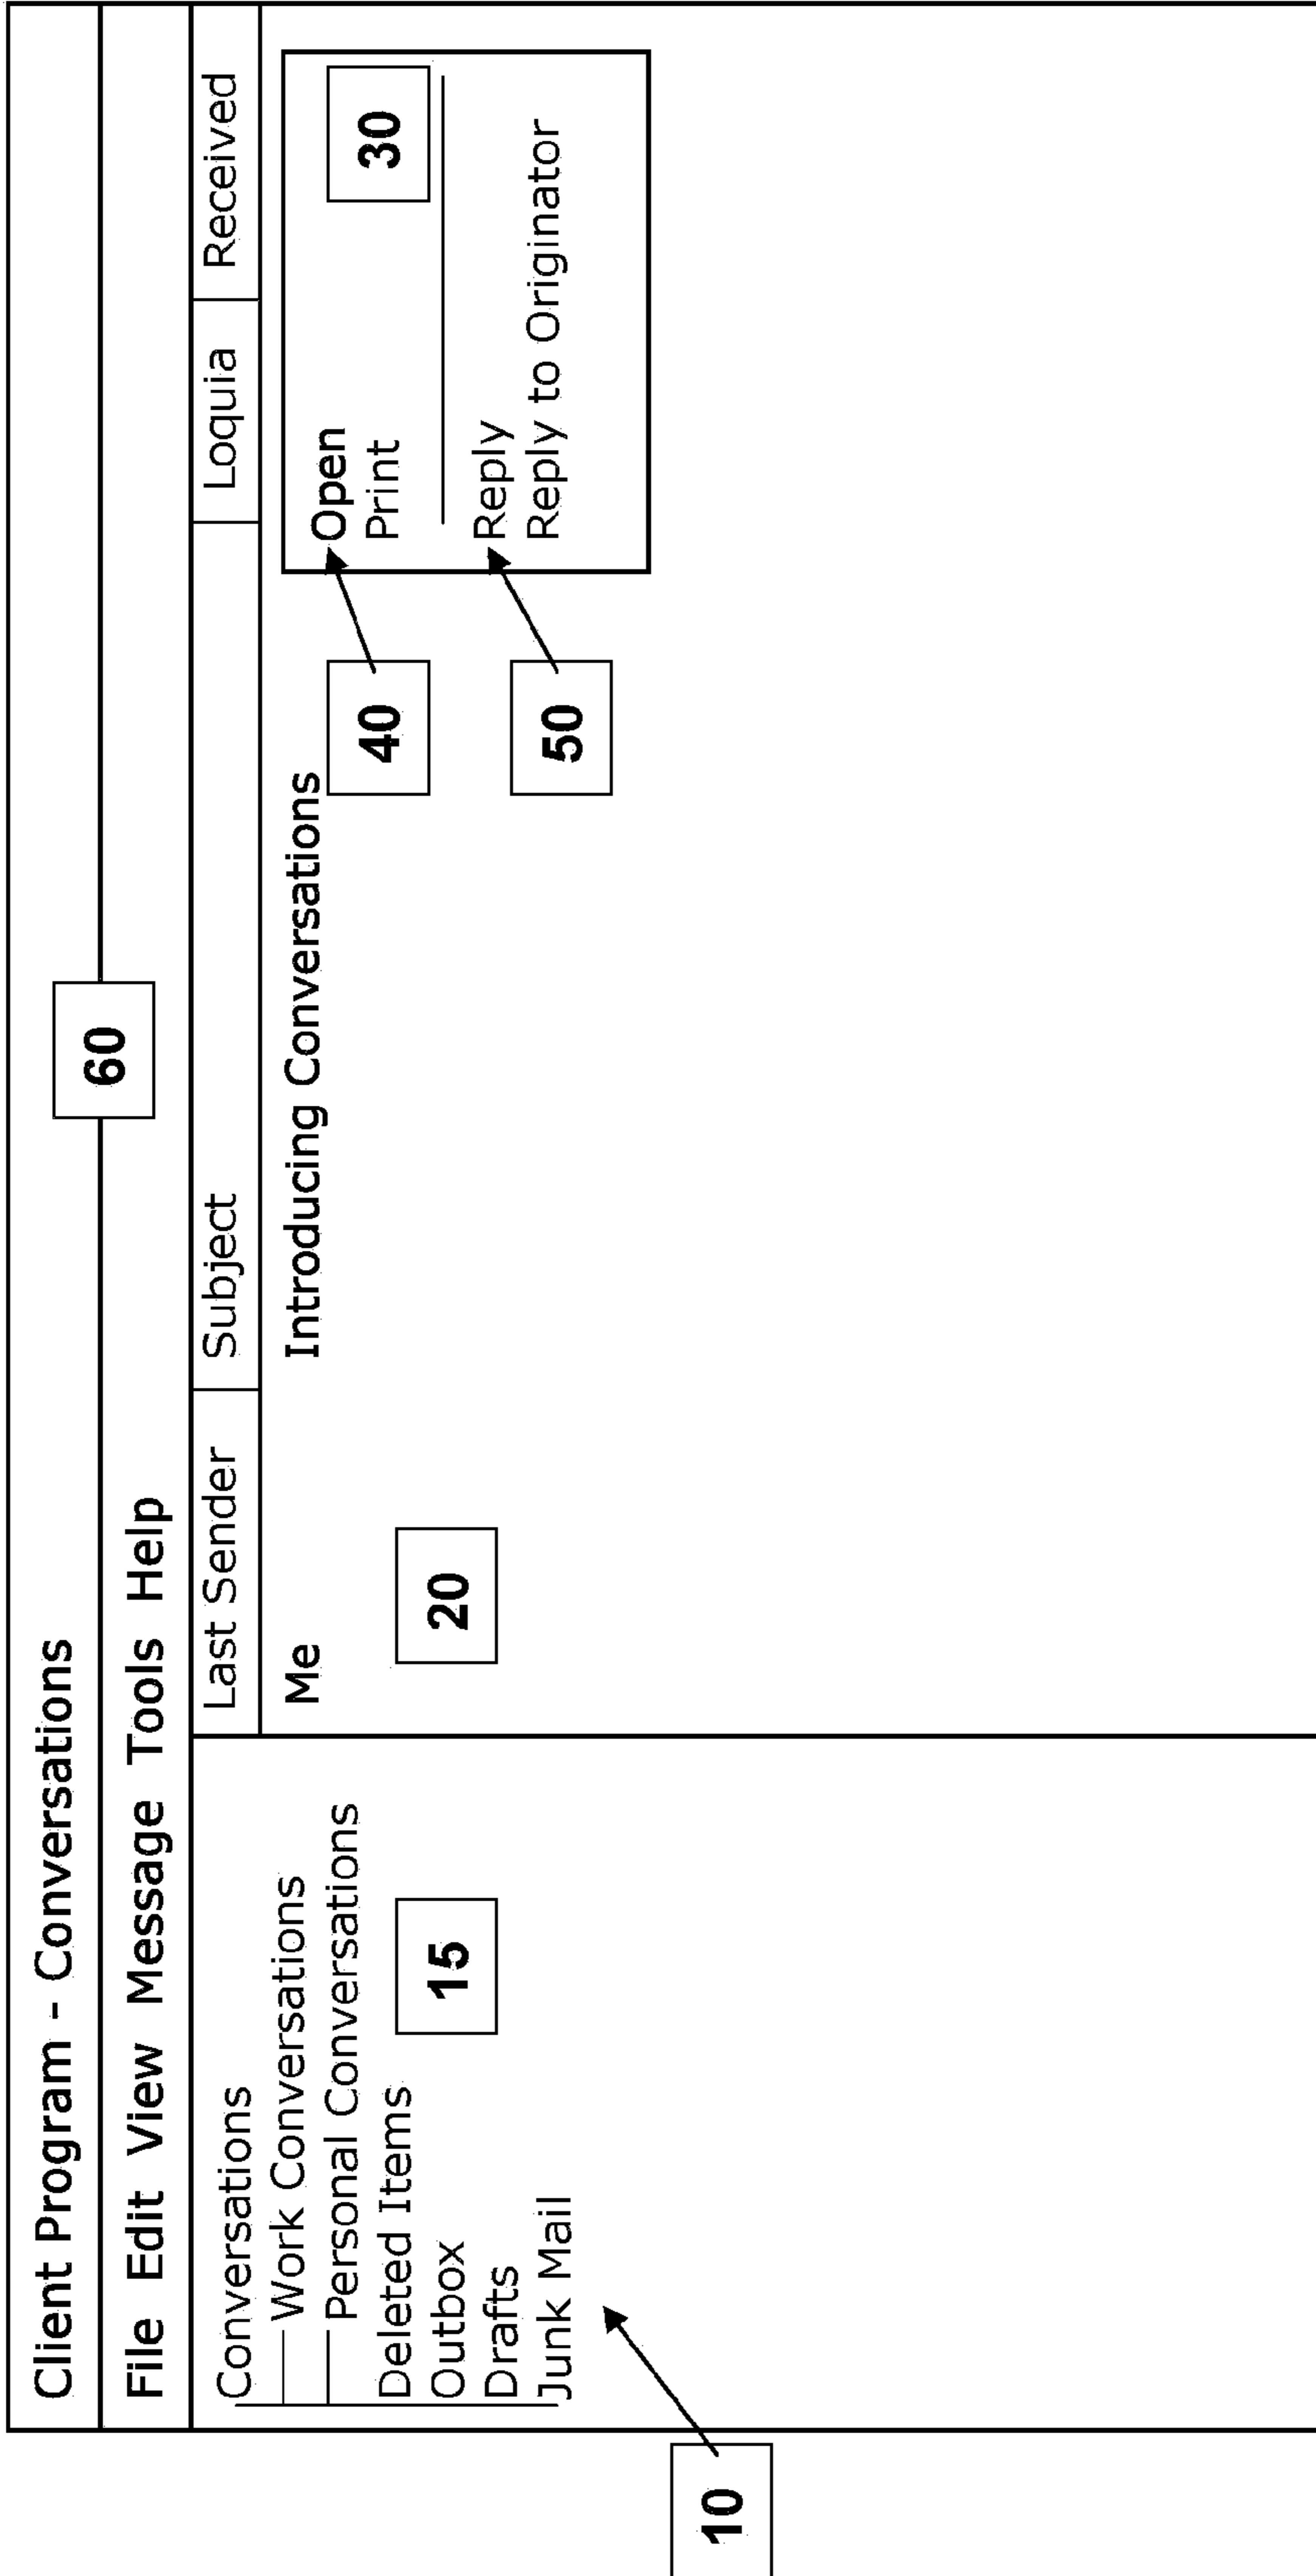 Client Program - Conversations
60
File Edit View Message Tools Help
Last Sender Subject Loquia Received
Conversations
Work Conversations
Personal Conversations
Deleted Items
Outbox
Drafts
Junk Mail
15
10
Me Introducing Conversations
20
Open
Print
30
Reply
Reply to Originator
40
50